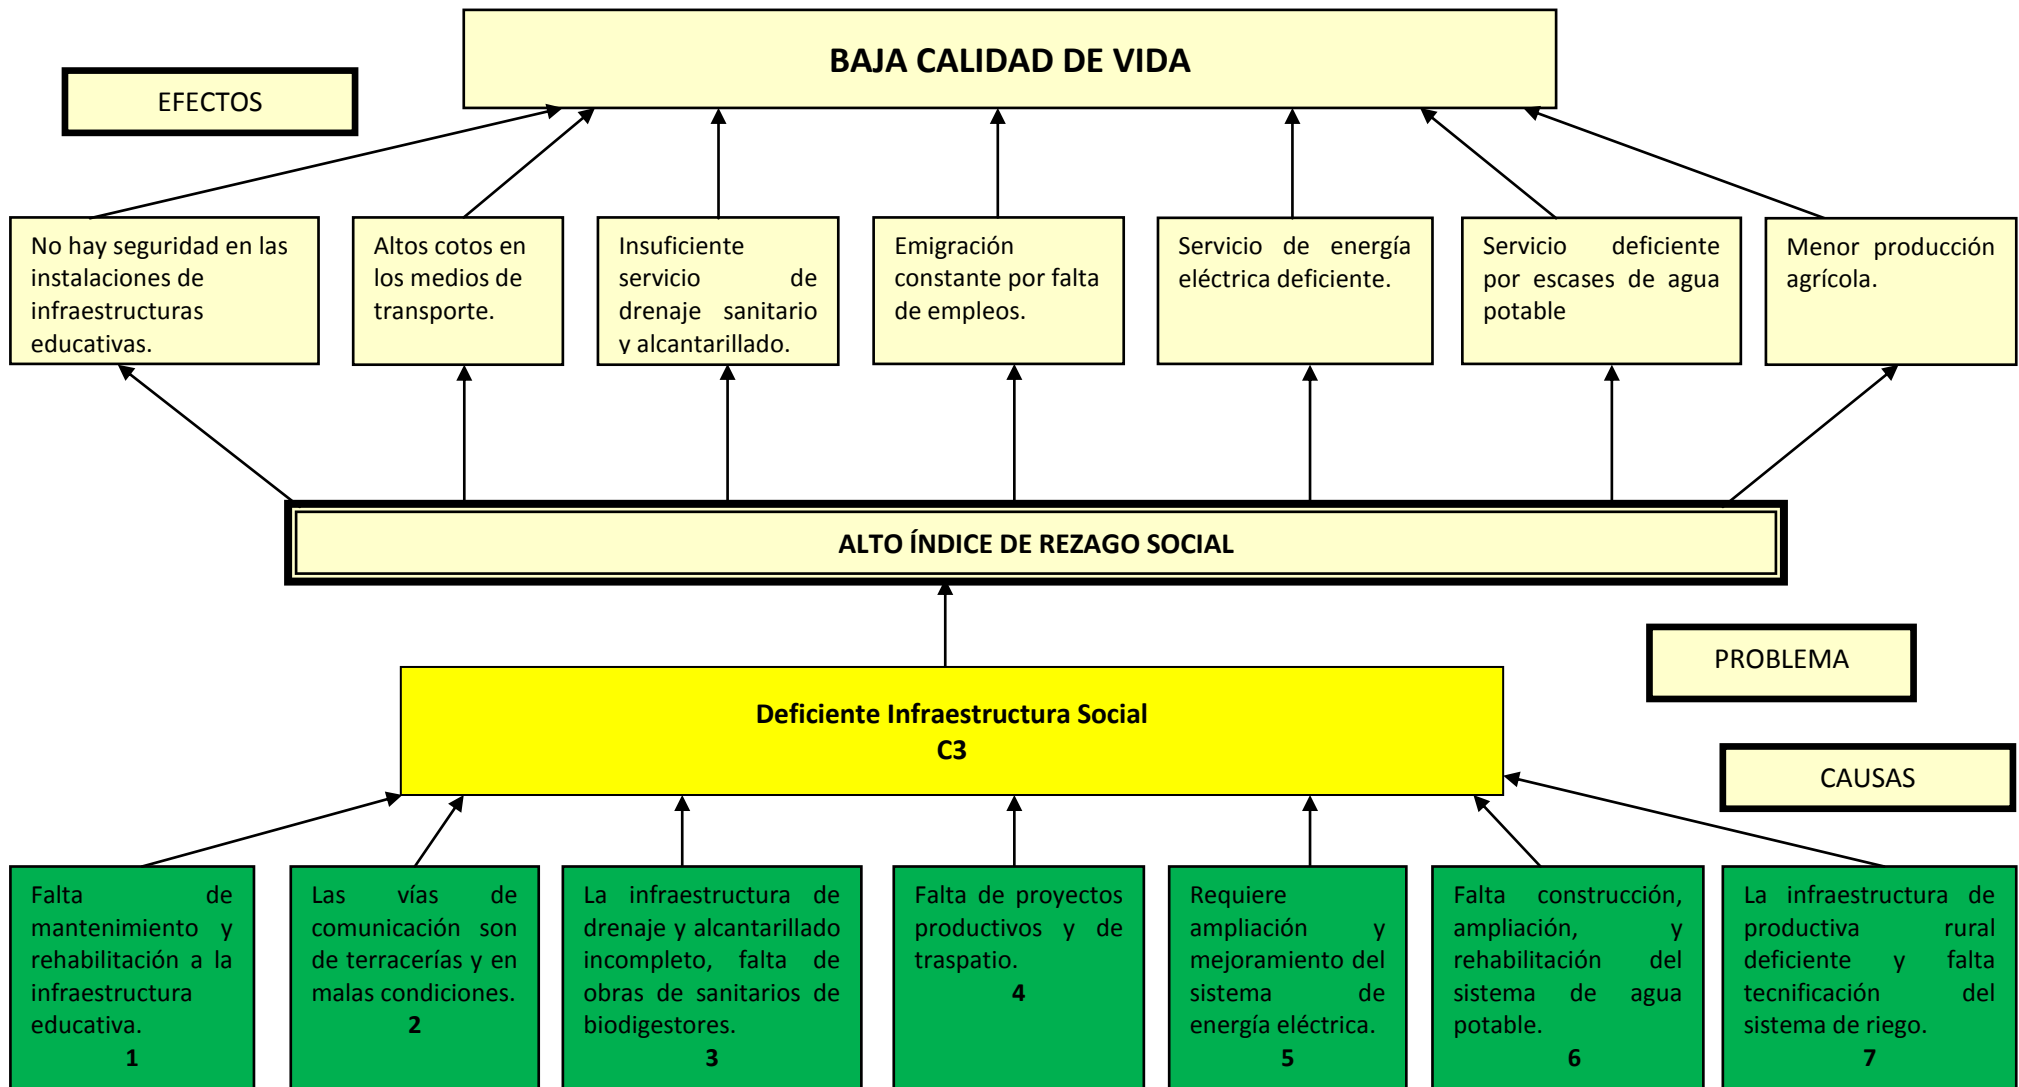 BAJA CALIDAD DE VIDA
EFECTOS
No hay seguridad en las
instalaciones de
infraestructuras
educativas.
Altos cotos en
los medios de
transporte.
Insuficiente
servicio de
drenaje sanitario
y alcantarillado.
Emigración
constante por falta
de empleos.
Servicio de energía
eléctrica deficiente.
Servicio deficiente
por escases de agua
potable
Menor producción
agrícola.
ALTO ÍNDICE DE REZAGO SOCIAL
PROBLEMA
Deficiente Infraestructura Social
C3
CAUSAS
Falta de
mantenimiento y
rehabilitación a la
infraestructura
educativa.
1
Las vías de
comunicación son
de terracerías y en
malas condiciones.
2
La infraestructura de
drenaje y alcantarillado
incompleto, falta de
obras de sanitarios de
biodigestores.
3
Falta de proyectos
productivos y de
traspatio.
4
Requiere
ampliación y
mejoramiento del
sistema de
energía eléctrica.
5
Falta construcción,
ampliación, y
rehabilitación del
sistema de agua
potable.
6
La infraestructura de
productiva rural
deficiente y falta
tecnificación del
sistema de riego.
7